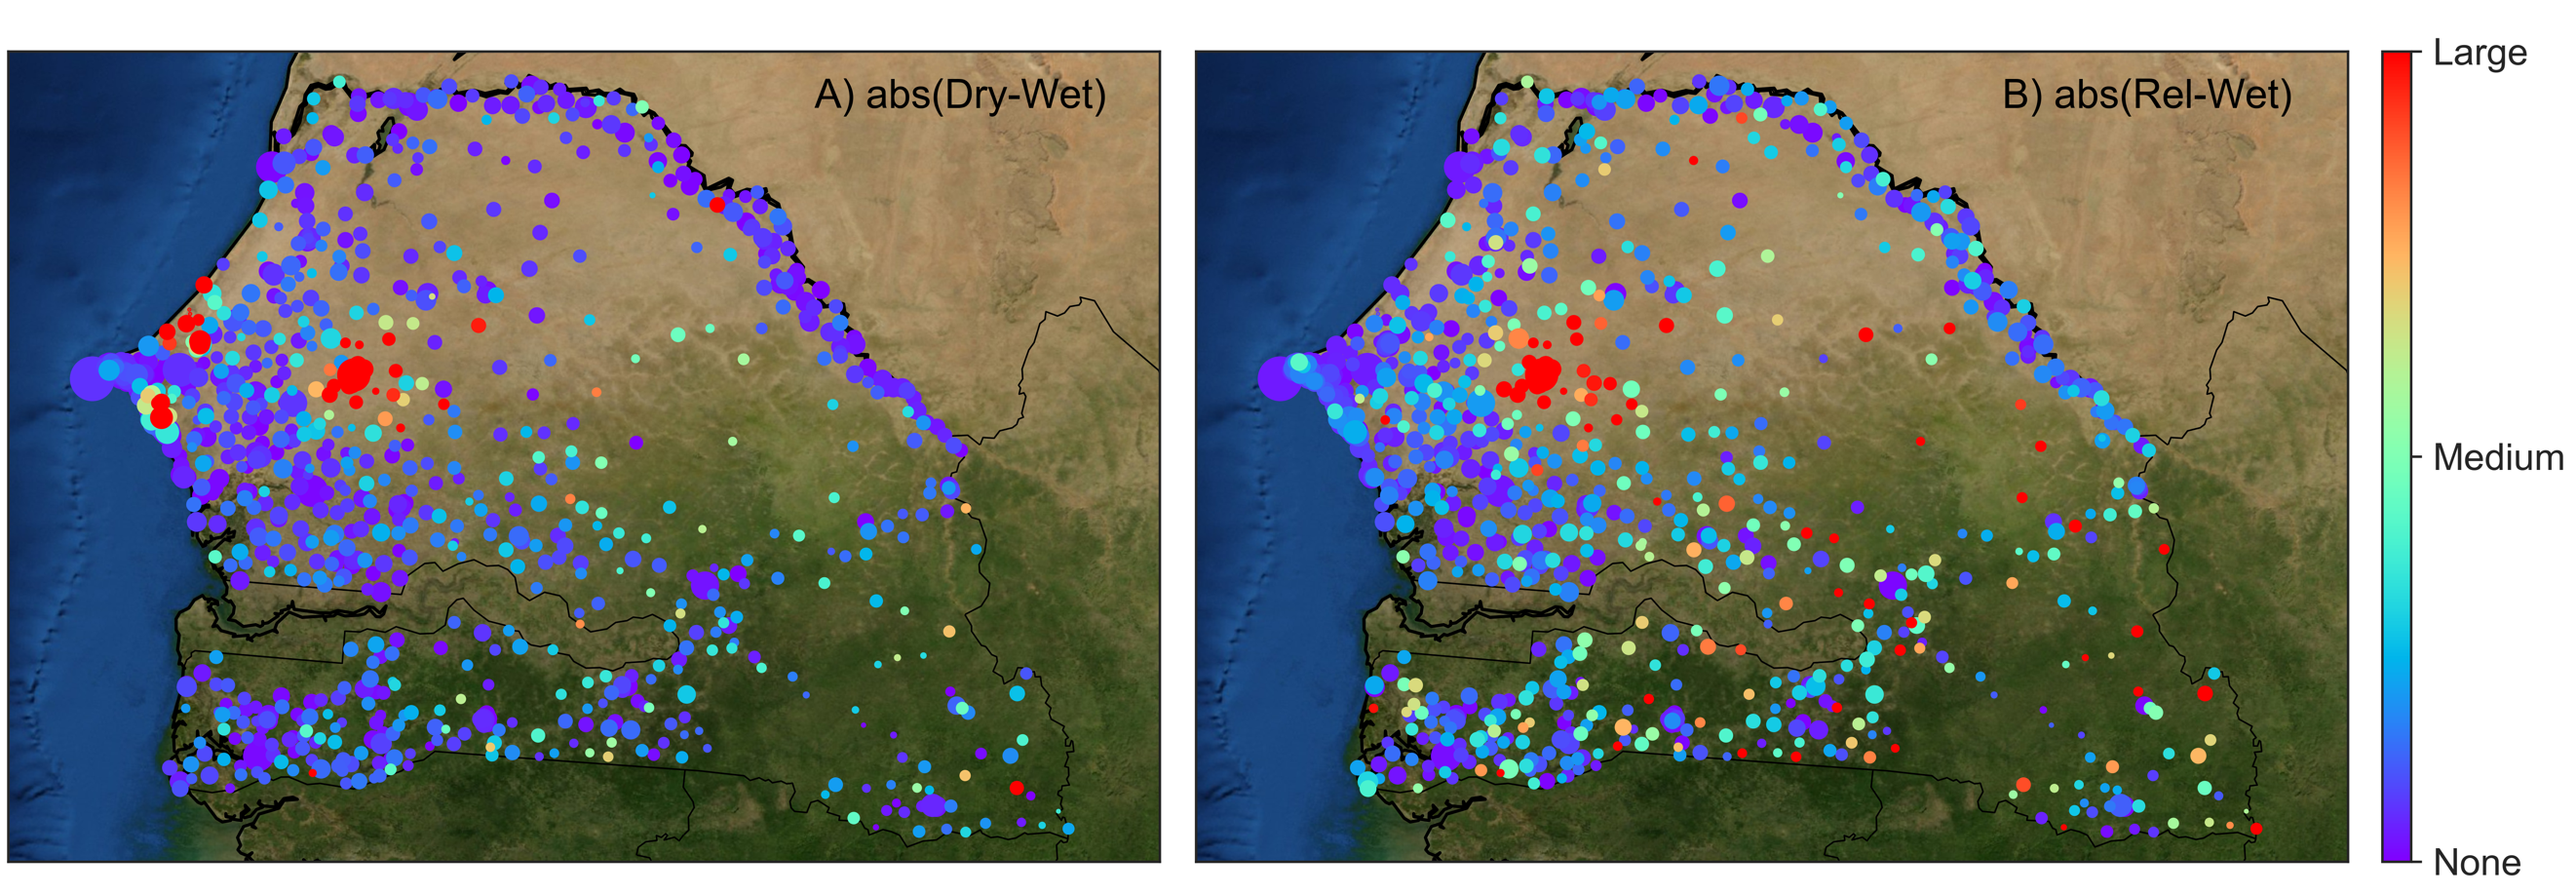 A) abs(Dry-Wet)
B) abs(Rel-Wet)
Large
Medium
None